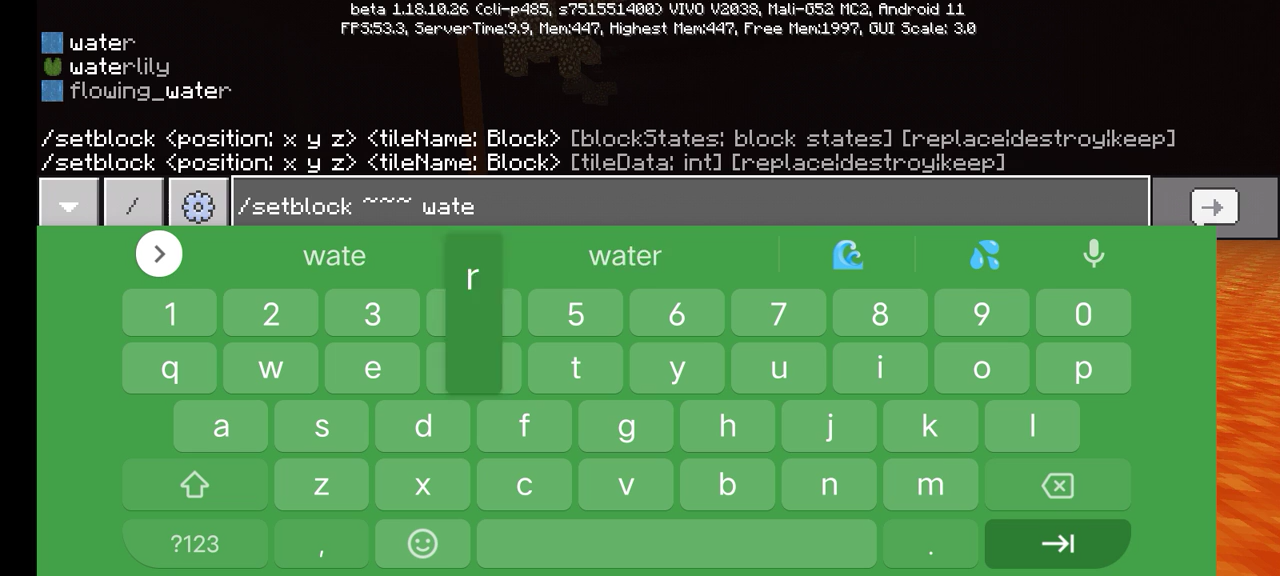 beta 1.18.10.26 (cli-p485, s751551400) VIVO V2038, Mali-G52 MC2, Android 11
FPS:53.3, ServerTime:9.9, Mem:447, Highest Mem:447, Free Mem:1997, GUI Scale: 3.0
water
waterlily
flowing_water
/setblock <position: x y z> <tileName: Block> [blockStates: block states] [replace¦destroy¦keep]
/setblock <position: x y z> <tileName: Block> [tileData: int] [replace¦destroy¦keep]
/ /setblock ~~~ wate
wate r water
1 2 3 5 6 7 8 9 0
q w e t y u i o p
a s d f g h j k l
z x c v b n m
?123 , .